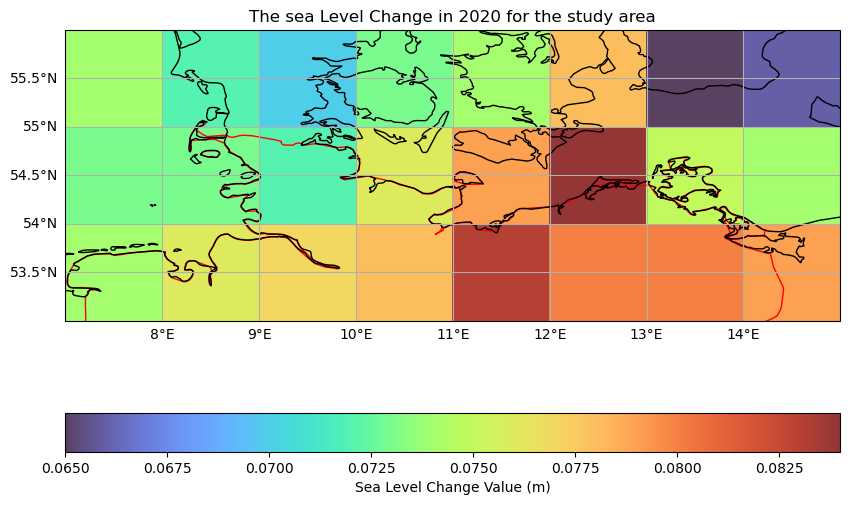 The sea Level Change in 2020 for the study area
55.5°N
55°N
54.5°N
54°N
53.5°N
8°E 9°E 10°E 11°E 12°E 13°E 14°E
0.0650 0.0675 0.0700 0.0725 0.0750 0.0775 0.0800 0.0825
Sea Level Change Value (m)